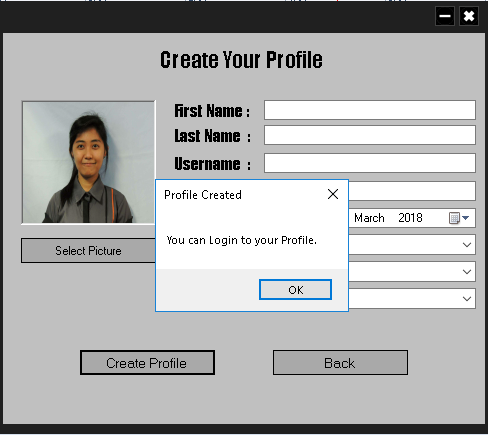 Create Your Profile
First Name :
Last Name :
Username :
Profile Created
You can Login to your Profile.
OK
March 2018
Select Picture
Create Profile
Back